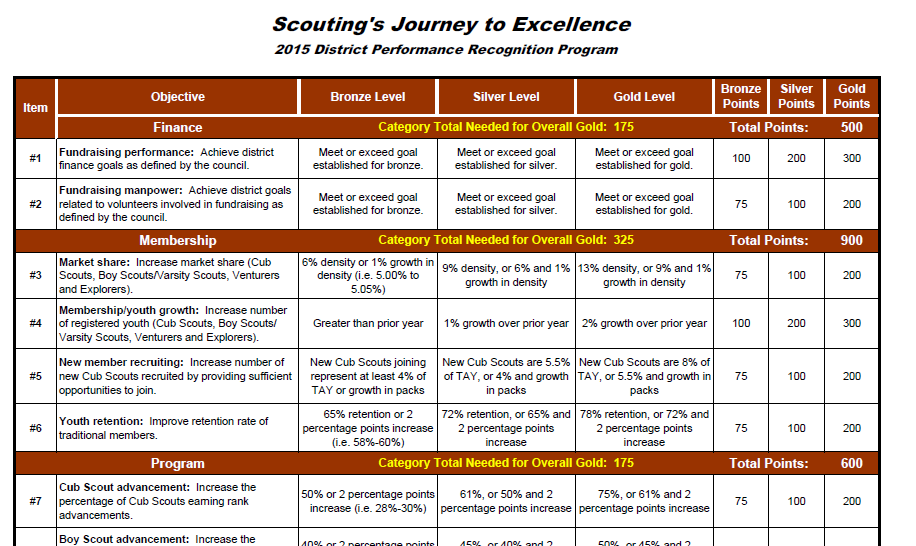 Scouting's Journey to Excellence
2015 District Performance Recognition Program
Item
Objective
Bronze Level
Silver Level
Gold Level
Bronze
Points
Silver
Points
Gold
Points
Finance
Category Total Needed for Overall Gold: 175
Total Points:
500
#1
Fundraising performance: Achieve district
finance goals as defined by the council.
Meet or exceed goal
established for bronze.
Meet or exceed goal
established for silver.
Meet or exceed goal
established for gold.
100
200
300
#2
Fundraising manpower: Achieve district goals
related to volunteers involved in fundraising as
defined by the council.
Meet or exceed goal
established for bronze.
Meet or exceed goal
established for silver.
Meet or exceed goal
established for gold.
75
100
200
Membership
Category Total Needed for Overall Gold: 325
Total Points:
900
#3
Market share: Increase market share (Cub
Scouts, Boy Scouts/Varsity Scouts, Venturers
and Explorers).
6% density or 1% growth in
density (i.e. 5.00% to
5.05%)
9% density, or 6% and 1%
growth in density
13% density, or 9% and 1%
growth in density
75
100
200
#4
Membership/youth growth: Increase number
of registered youth (Cub Scouts, Boy Scouts/
Varsity Scouts, Venturers and Explorers).
Greater than prior year
1% growth over prior year
2% growth over prior year
100
200
300
#5
New member recruiting: Increase number of
new Cub Scouts recruited by providing sufficient
opportunities to join.
New Cub Scouts joining
represent at least 4% of
TAY or growth in packs
New Cub Scouts are 5.5%
of TAY, or 4% and growth
in packs
New Cub Scouts are 8% of
TAY, or 5.5% and growth in
packs
75
100
200
#6
Youth retention: Improve retention rate of
traditional members.
65% retention or 2
percentage points increase
(i.e. 58%-60%)
72% retention, or 65% and
2 percentage points
increase
78% retention, or 72% and
2 percentage points
increase
75
100
200
Program
Category Total Needed for Overall Gold: 175
Total Points:
600
#7
Cub Scout advancement: Increase the
percentage of Cub Scouts earning rank
advancements.
50% or 2 percentage points
increase (i.e. 28%-30%)
61%, or 50% and 2
percentage points increase
75%, or 61% and 2
percentage points increase
75
100
200
Boy Scout advancement: Increase the
40% or 2 percentage points
45%, or 40% and 2
50%, or 45% and 2